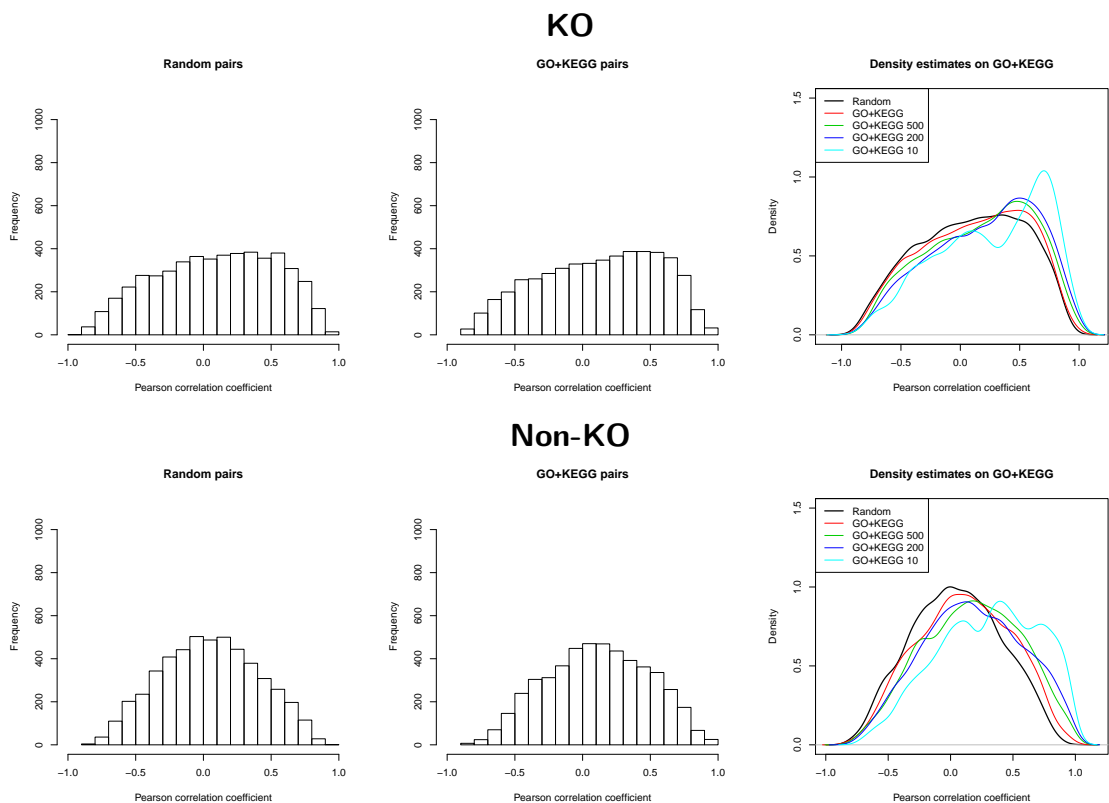 KO
Random pairs
GO+KEGG pairs
Density estimates on GO+KEGG
Frequency
0
200
400
600
800
1000
−1.0 −0.5 0.0 0.5 1.0
Pearson correlation coefficient
Frequency
0
200
400
600
800
1000
−1.0 −0.5 0.0 0.5 1.0
Pearson correlation coefficient
Random
GO+KEGG
GO+KEGG 500
GO+KEGG 200
GO+KEGG 10
Density
0.0
0.5
1.0
1.5
−1.0 −0.5 0.0 0.5 1.0
Pearson correlation coefficient
Non-KO
Random pairs
GO+KEGG pairs
Density estimates on GO+KEGG
Frequency
0
200
400
600
800
1000
−1.0 −0.5 0.0 0.5 1.0
Pearson correlation coefficient
Frequency
0
200
400
600
800
1000
−1.0 −0.5 0.0 0.5 1.0
Pearson correlation coefficient
Random
GO+KEGG
GO+KEGG 500
GO+KEGG 200
GO+KEGG 10
Density
0.0
0.5
1.0
1.5
−1.0 −0.5 0.0 0.5 1.0
Pearson correlation coefficient